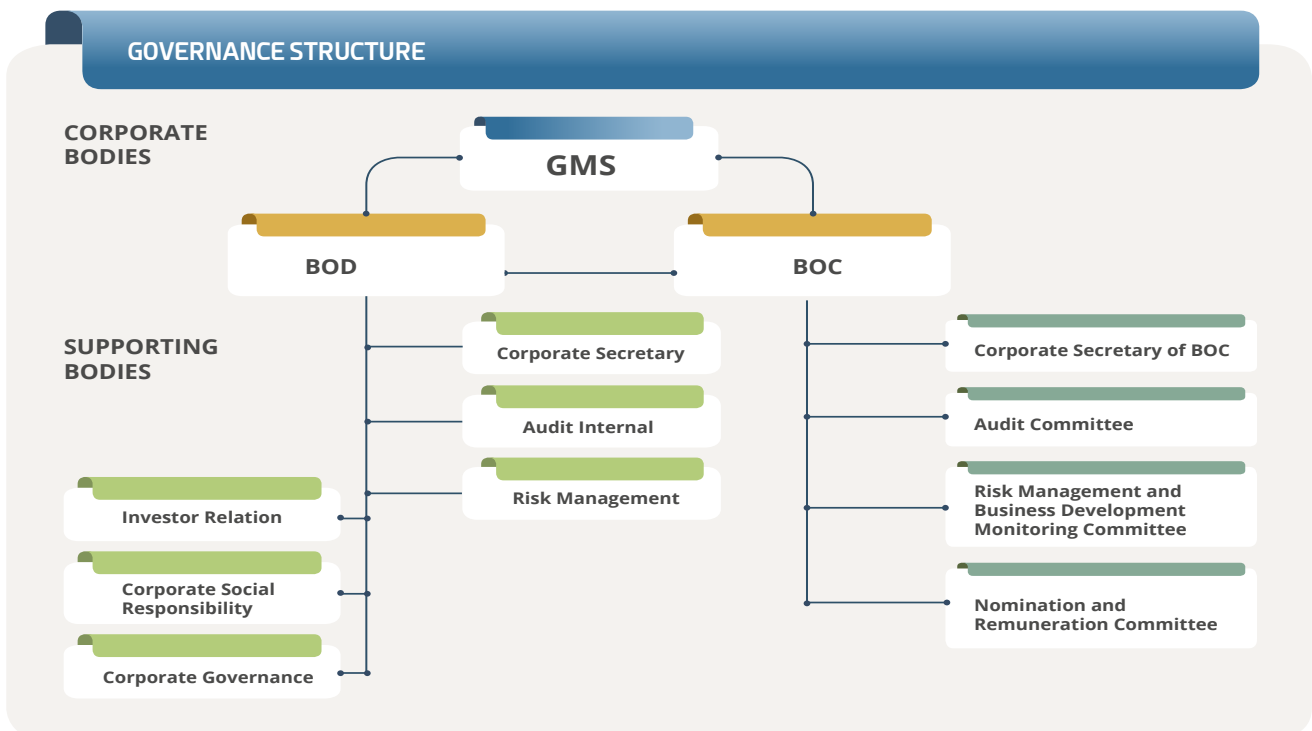 GOVERNANCE STRUCTURE
CORPORATE
BODIES
GMS
BOD
BOC
SUPPORTING
BODIES
Corporate Secretary
Audit Internal
Risk Management
Investor Relation
Corporate Social
Responsibility
Corporate Governance
Corporate Secretary of BOC
Audit Committee
Risk Management and
Business Development
Monitoring Committee
Nomination and
Remuneration Committee